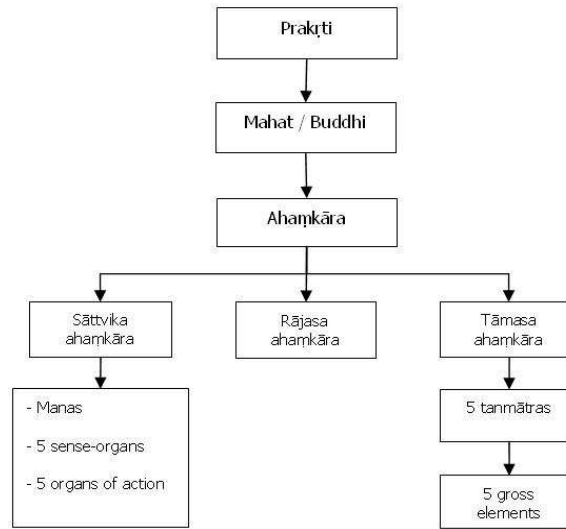 Prakṛti
Mahat / Buddhi
Ahaṃkāra
Sāttvika
ahaṃkāra
Rājasa
ahaṃkāra
Tāmasa
ahaṃkāra
- Manas
- 5 sense-organs
- 5 organs of action
5 tanmātras
5 gross
elements